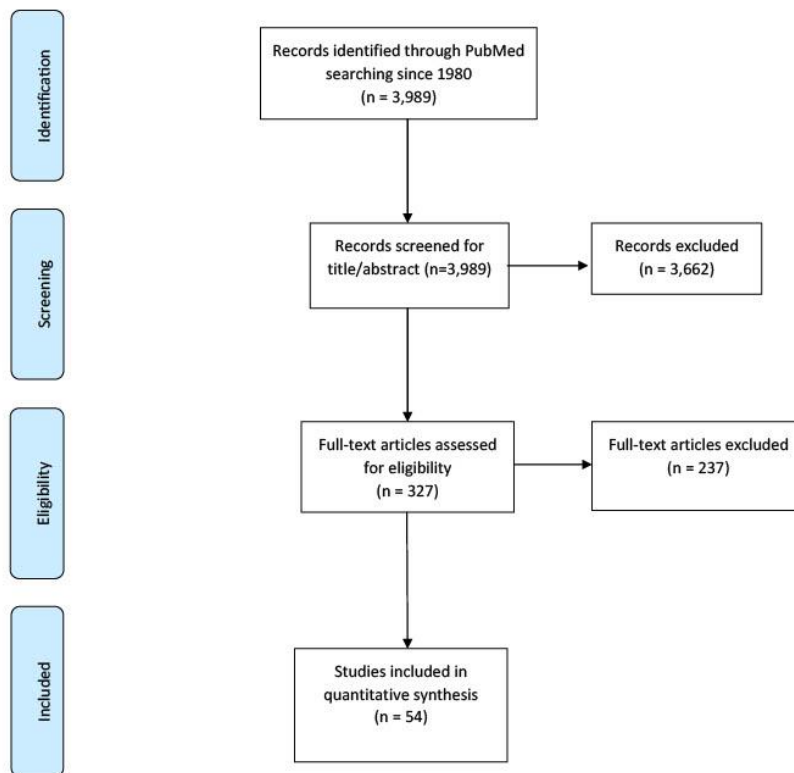 Identification
Records identified through PubMed
searching since 1980
(n = 3,989)
Screening
Records screened for
title/abstract (n=3,989)
Records excluded
(n = 3,662)
Eligibility
Full-text articles assessed
for eligibility
(n = 327)
Full-text articles excluded
(n = 237)
Included
Studies included in
quantitative synthesis
(n = 54)